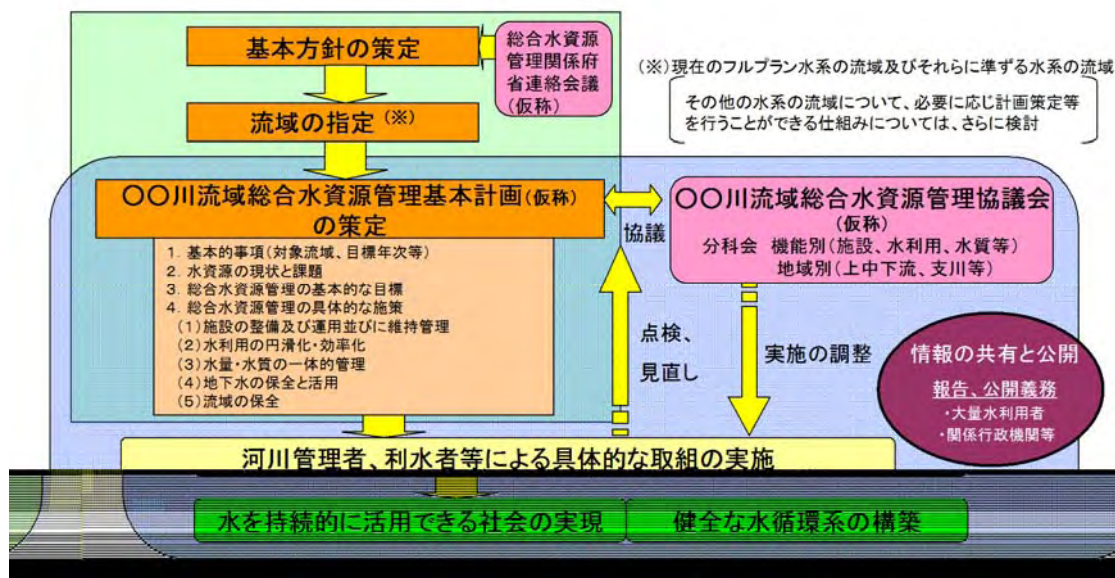 基本方針の策定
総合水資源
管理関係府
省連絡会議
(仮称)
流域の指定(※)
(※)現在のフルプラン水系の流域及びそれらに準ずる水系の流域
その他の水系の流域について、必要に応じ計画策定等
を行うことができる仕組みについては、さらに検討
〇〇川流域総合水資源管理基本計画(仮称)
の策定
1. 基本的事項(対象流域、目標年次等)
2. 水資源の現状と課題
3. 総合水資源管理の基本的な目標
4. 総合水資源管理の具体的な施策
(1)施設の整備及び運用並びに維持管理
(2)水利用の円滑化・効率化
(3)水量・水質の一体的管理
(4)地下水の保全と活用
(5)流域の保全
協議
〇〇川流域総合水資源管理協議会
(仮称)
分科会 機能別(施設、水利用、水質等)
地域別(上中下流、支川等)
点検、
見直し
実施の調整
情報の共有と公開
報告、公開義務
・大量水利用者
・関係行政機関等
河川管理者、利水者等による具体的な取組の実施
水を持続的に活用できる社会の実現
健全な水循環系の構築